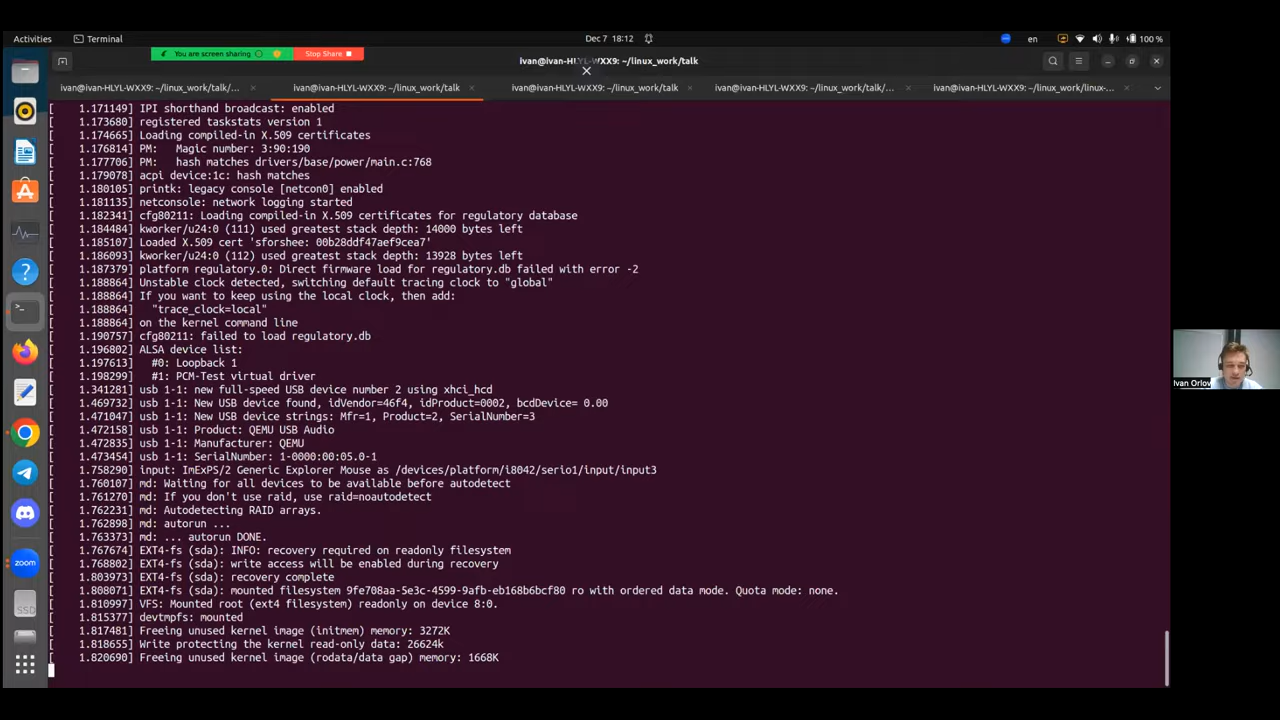 Activities
Terminal
Dec 7 18:12
en
100 %
You are screen sharing
Stop Share
ivan@ivan-HLYL-WXX9: ~/linux_work/talk
ivan@ivan-HLYL-WXX9: ~/linux_work/talk/...
ivan@ivan-HLYL-WXX9: ~/linux_work/talk
ivan@ivan-HLYL-WXX9: ~/linux_work/talk
ivan@ivan-HLYL-WXX9: ~/linux_work/talk/...
ivan@ivan-HLYL-WXX9: ~/linux_work/linux-...
[    1.171149] IPI shorthand broadcast: enabled
[    1.173680] registered taskstats version 1
[    1.174665] Loading compiled-in X.509 certificates
[    1.176814] PM:   Magic number: 3:90:190
[    1.177706] PM:   hash matches drivers/base/power/main.c:768
[    1.179078] acpi device:1c: hash matches
[    1.180105] printk: legacy console [netcon0] enabled
[    1.181135] netconsole: network logging started
[    1.182341] cfg80211: Loading compiled-in X.509 certificates for regulatory database
[    1.184484] kworker/u24:0 (111) used greatest stack depth: 14000 bytes left
[    1.185107] Loaded X.509 cert 'sforshee: 00b28ddf47aef9cea7'
[    1.186093] kworker/u24:0 (112) used greatest stack depth: 13928 bytes left
[    1.187379] platform regulatory.0: Direct firmware load for regulatory.db failed with error -2
[    1.188864] Unstable clock detected, switching default tracing clock to "global"
[    1.188864] If you want to keep using the local clock, then add:
[    1.188864]   "trace_clock=local"
[    1.188864] on the kernel command line
[    1.190757] cfg80211: failed to load regulatory.db
[    1.196802] ALSA device list:
[    1.197613]   #0: Loopback 1
[    1.198299]   #1: PCM-Test virtual driver
[    1.341281] usb 1-1: new full-speed USB device number 2 using xhci_hcd
[    1.469732] usb 1-1: New USB device found, idVendor=46f4, idProduct=0002, bcdDevice= 0.00
[    1.471047] usb 1-1: New USB device strings: Mfr=1, Product=2, SerialNumber=3
[    1.472158] usb 1-1: Product: QEMU USB Audio
[    1.472835] usb 1-1: Manufacturer: QEMU
[    1.473453] usb 1-1: SerialNumber: 1-0000:00:05.0-1
[    1.758290] input: ImExPS/2 Generic Explorer Mouse as /devices/platform/i8042/serio1/input/input3
[    1.760107] md: Waiting for all devices to be available before autodetect
[    1.761270] md: If you don't use raid, use raid=noautodetect
[    1.762231] md: Autodetecting RAID arrays.
[    1.762898] md: autorun ...
[    1.763373] md: ... autorun DONE.
[    1.767674] EXT4-fs (sda): INFO: recovery required on readonly filesystem
[    1.768802] EXT4-fs (sda): write access will be enabled during recovery
[    1.803973] EXT4-fs (sda): recovery complete
[    1.808071] EXT4-fs (sda): mounted filesystem 9fe708aa-5e3c-4599-9afb-eb168b6bcf80 ro with ordered data mode. Quota mode: none.
[    1.810997] VFS: Mounted root (ext4 filesystem) readonly on device 8:0.
[    1.815377] devtmpfs: mounted
[    1.817481] Freeing unused kernel image (initmem) memory: 3272K
[    1.818655] Write protecting the kernel read-only data: 26624k
[    1.820690] Freeing unused kernel image (rodata/data gap) memory: 1668K
zoom
SSD
Ivan Orlov